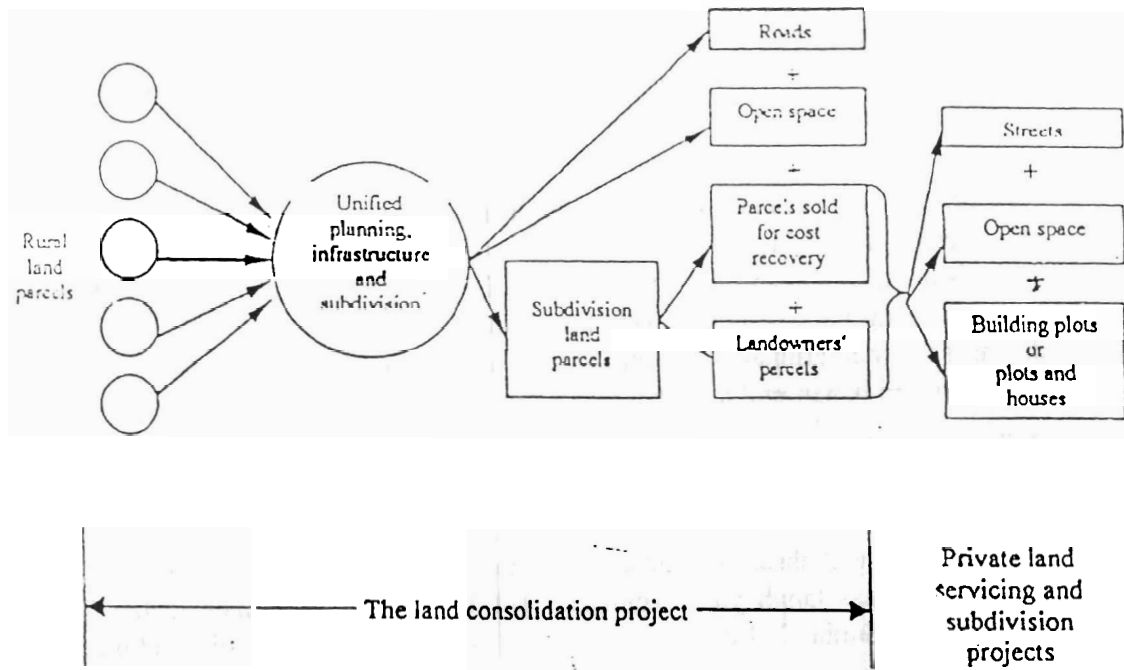 Rural
land
parcels
Unified
planning,
infrastructure
and
subdivision
Subdivision
land
parcels
Roads
+
Open space
+
Parcels sold
for cost
recovery
+
Landowners'
parcels
Streets
+
Open space
+
Building plots
or
plots and
houses
The land consolidation project
Private land
servicing and
subdivision
projects